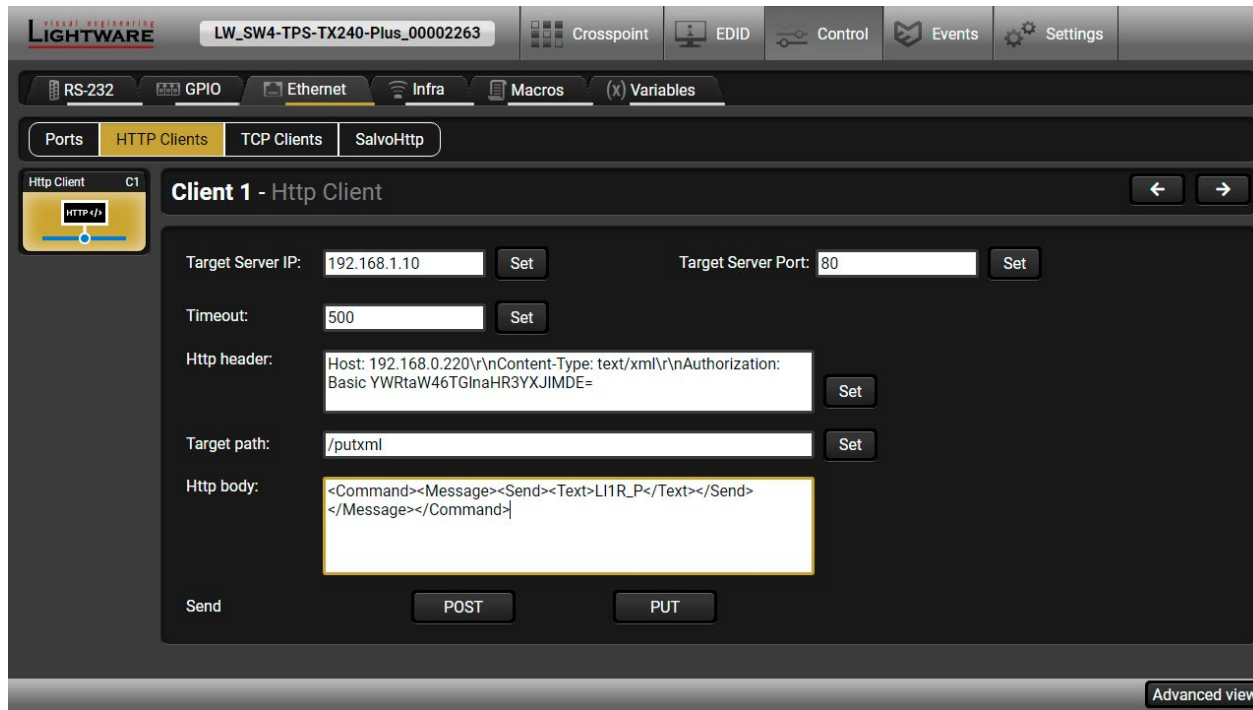 visual engineering
LIGHTWARE
LW_SW4-TPS-TX240-Plus_00002263
Crosspoint
EDID
Control
Events
Settings
RS-232
GPIO
Ethernet
Infra
Macros
(x) Variables
Ports
HTTP Clients
TCP Clients
SalvoHttp
Http Client C1
HTTP </>
Client 1 - Http Client
Target Server IP: 192.168.1.10 Set
Target Server Port: 80 Set
Timeout: 500 Set
Http header: Host: 192.168.0.220\r\nContent-Type: text/xml\r\nAuthorization:
Basic YWRtaW46TGlnaHR3YXJlMDE=
Set
Target path: /putxml Set
Http body: <Command><Message><Send><Text>LI1R_P</Text></Send>
</Message></Command>
Send POST PUT
Advanced view